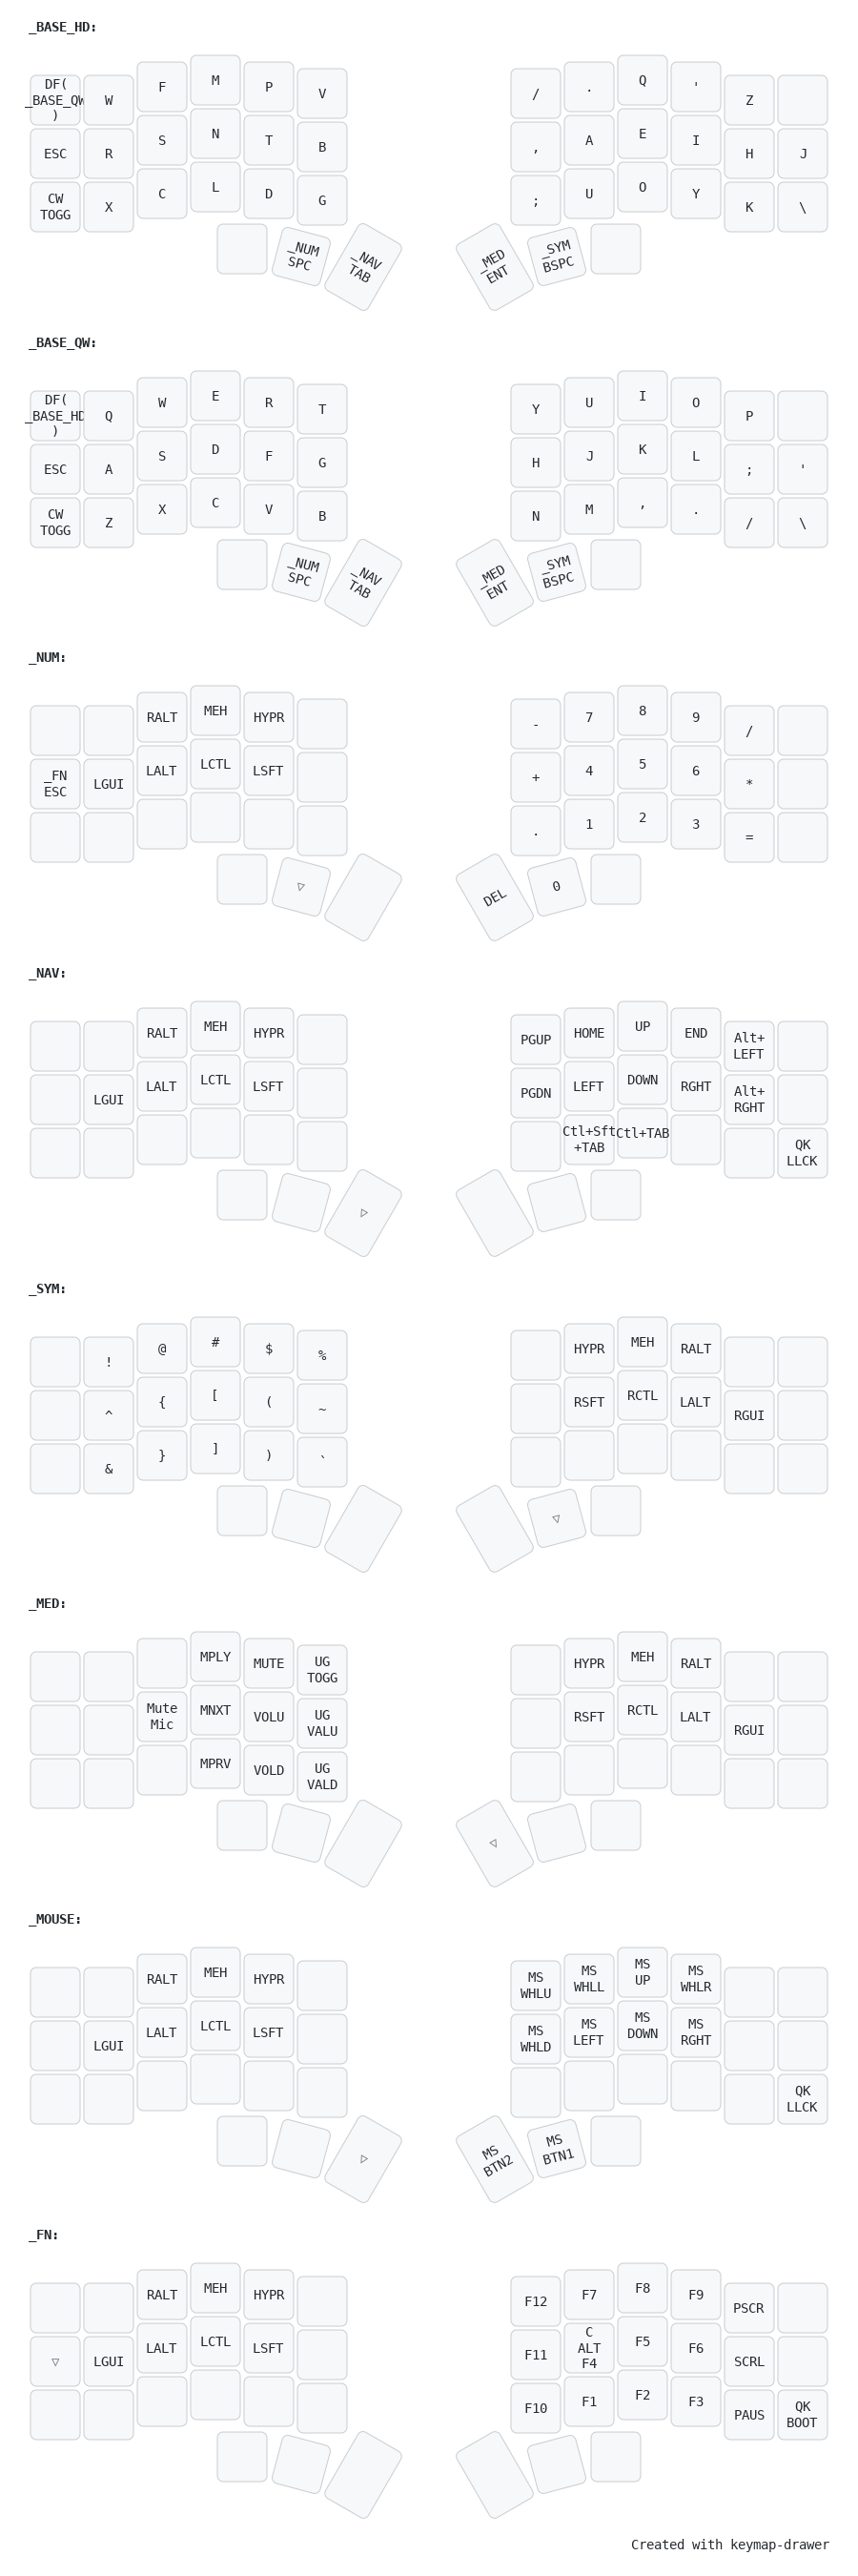 _BASE_HD:
DF(
_BASE_QW
)
W F M P V / . Q ' Z
ESC R S N T B , A E I H J
CW
TOGG
X C L D G ; U O Y K \
_NUM
SPC
_NAV
TAB
_MED
ENT
_SYM
BSPC
_BASE_QW:
DF(
_BASE_HD
)
Q W E R T Y U I O P
ESC A S D F G H J K L ; '
CW
TOGG
Z X C V B N M , . / \
_NUM
SPC
_NAV
TAB
_MED
ENT
_SYM
BSPC
_NUM:
RALT MEH HYPR - 7 8 9 /
_FN
ESC
LGUI LALT LCTL LSFT + 4 5 6 *
. 1 2 3 =
▽ DEL 0
_NAV:
RALT MEH HYPR PGUP HOME UP END
Alt+
LEFT
LGUI LALT LCTL LSFT PGDN LEFT DOWN RGHT
Alt+
RGHT
Ctl+Sft
+TAB
Ctl+TAB
QK
LLCK
▽
_SYM:
! @ # $ % HYPR MEH RALT
^ { [ ( ~ RSFT RCTL LALT RGUI
& } ] ) `
▽
_MED:
MPLY MUTE
UG
TOGG
HYPR MEH RALT
Mute
Mic
MNXT VOLU
UG
VALU
RSFT RCTL LALT RGUI
MPRV VOLD
UG
VALD
▽
_MOUSE:
RALT MEH HYPR
MS
WHLU
MS
WHLL
MS
UP
MS
WHLR
LGUI LALT LCTL LSFT
MS
WHLD
MS
LEFT
MS
DOWN
MS
RGHT
QK
LLCK
▽
MS
BTN2
MS
BTN1
_FN:
RALT MEH HYPR F12 F7 F8 F9 PSCR
▽ LGUI LALT LCTL LSFT F11
C
ALT
F4
F5 F6 SCRL
F10 F1 F2 F3 PAUS
QK
BOOT
Created with keymap-drawer